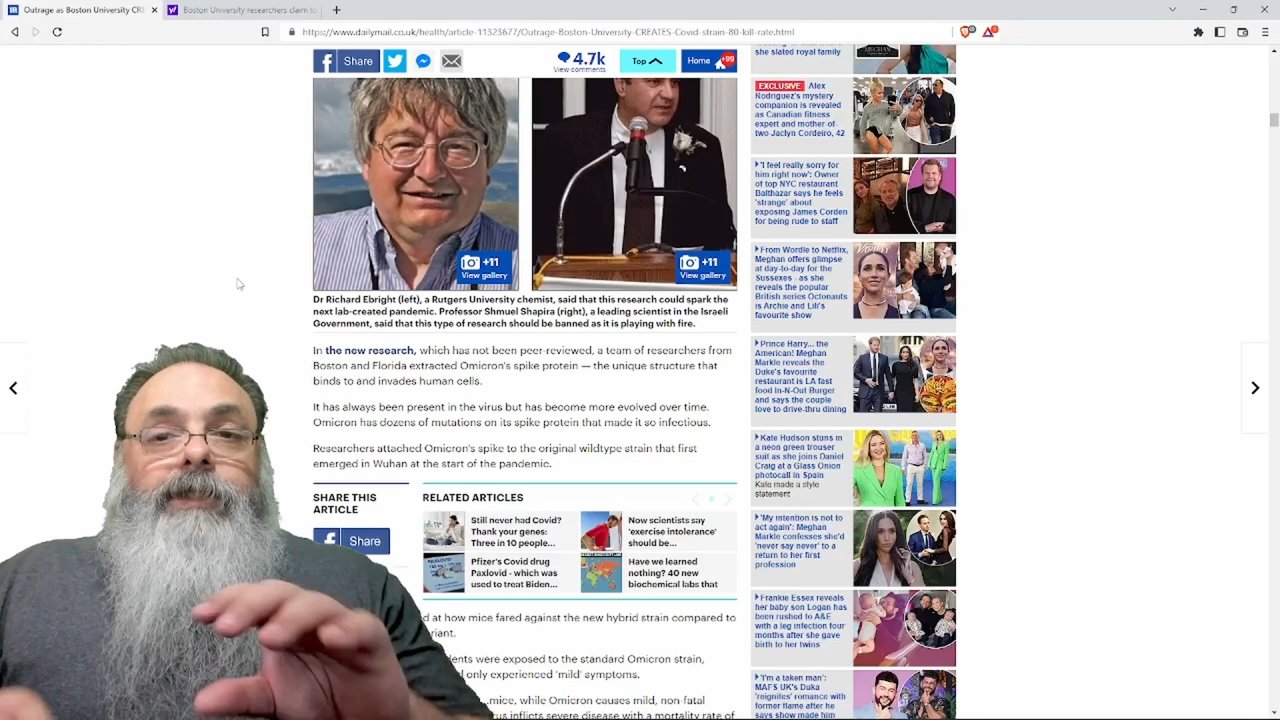 Outrage as Boston University CRE
Boston University researchers claim to
https://www.dailymail.co.uk/health/article-11323677/Outrage-Boston-University-CREATES-Covid-strain-80-kill-rate.html
Share
4.7k
View comments
Top
Home
+99
+11
View gallery
+11
View gallery
Dr Richard Ebright (left), a Rutgers University chemist, said that this research could spark the
next lab-created pandemic. Professor Shmuel Shapira (right), a leading scientist in the Israeli
Government, said that this type of research should be banned as it is playing with fire.
In the new research, which has not been peer-reviewed, a team of researchers from
Boston and Florida extracted Omicron's spike protein — the unique structure that
binds to and invades human cells.
It has always been present in the virus but has become more evolved over time.
Omicron has dozens of mutations on its spike protein that made it so infectious.
Researchers attached Omicron's spike to the original wildtype strain that first
emerged in Wuhan at the start of the pandemic.
SHARE THIS
ARTICLE
Share
RELATED ARTICLES
Still never had Covid?
Thank your genes:
Three in 10 people...
Now scientists say
'exercise intolerance'
should be...
Pfizer's Covid drug
Paxlovid - which was
used to treat Biden...
Have we learned
nothing? 40 new
biochemical labs that
d at how mice fared against the new hybrid strain compared to
riant.
dents were exposed to the standard Omicron strain,
d only experienced 'mild' symptoms.
...mice, while Omicron causes mild, non-fatal
rus inflicts severe disease with a mortality rate of
she slated royal family
MEGHAN
EXCLUSIVE Alex
Rodriguez's mystery
companion is revealed
as Canadian fitness
expert and mother-of-
two Jaclyn Cordeiro, 42
'I feel really sorry for
him right now': Owner
of top NYC restaurant
Balthazar says he feels
'strange' about
exposing James Corden
for being rude to staff
From Wordle to Netflix,
Meghan offers glimpse
at day-to-day for the
Sussexes - as she
reveals the popular
British series Octonauts
is Archie and Lili's
favourite show
VARIETY
Prince Harry... the
American! Meghan
Markle reveals the
Duke's favourite
restaurant is LA fast
food In-N-Out Burger
and says the couple
love to drive-thru dining
Kate Hudson stuns in
a neon green trouser
suit as she joins Daniel
Craig at a Glass Onion
photocall in Spain
Kate made a style
statement
'My intention is not to
act again': Meghan
Markle confesses she'd
'never say never' to a
return to her first
profession
Frankie Essex reveals
her baby son Logan has
been rushed to A&E
with a leg infection four
months after she gave
birth to her twins
'I'm a taken man':
MAFS UK's Duka
'reignites' romance with
former flame after he
says show made him